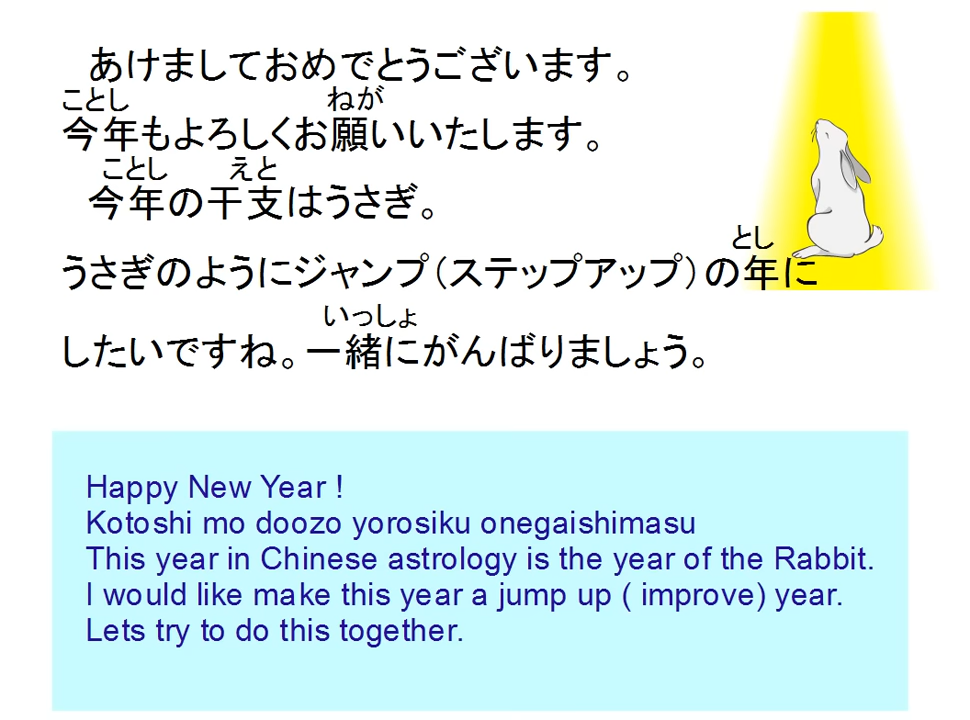 あけましておめでとうございます。
ことし ねが
今年もよろしくお願いいたします。
ことし えと
今年の干支はうさぎ。
とし
うさぎのようにジャンプ（ステップアップ）の年に
いっしょ
したいですね。一緒にがんばりましょう。
Happy New Year !
Kotoshi mo doozo yorosiku onegaishimasu
This year in Chinese astrology is the year of the Rabbit.
I would like make this year a jump up ( improve) year.
Lets try to do this together.